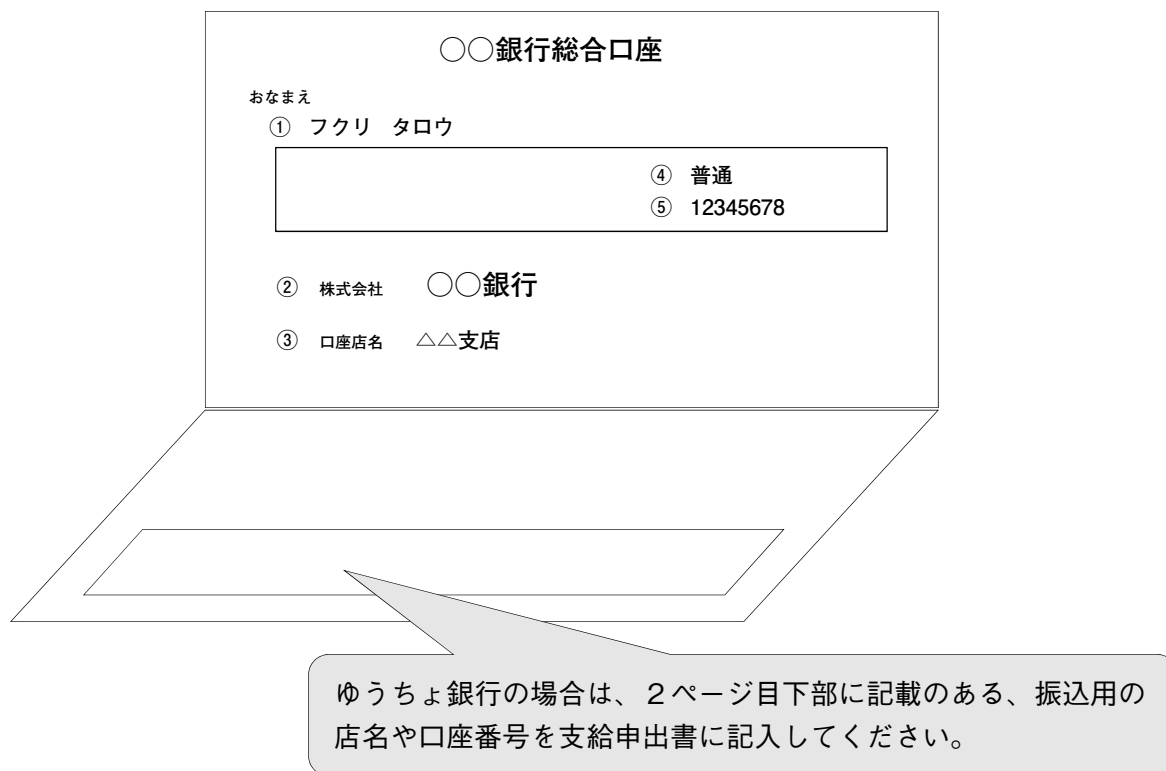 ○○銀行総合口座
おなまえ
① フクリ タロウ
④ 普通
⑤ 12345678
② 株式会社 ○○銀行
③ 口座店名 △△支店
ゆうちょ銀行の場合は、２ページ目下部に記載のある、振込用の
店名や口座番号を支給申出書に記入してください。